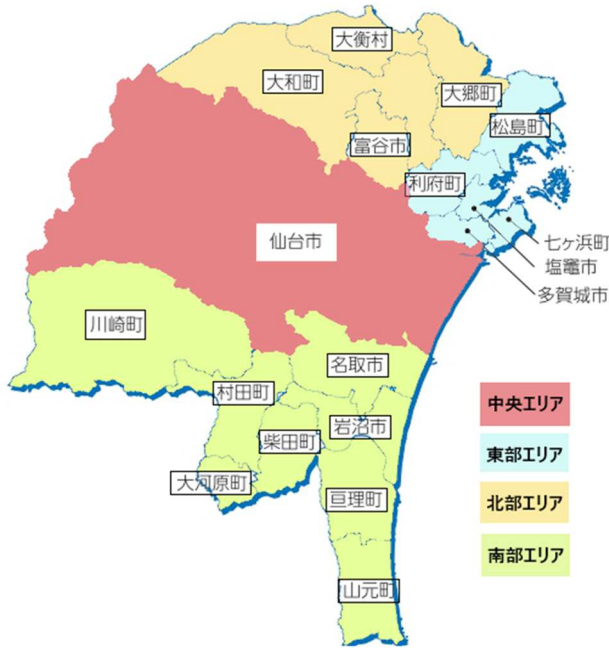 大衡村
大和町
大郷町
松島町
富谷市
利府町
仙台市
七ヶ浜町
塩竈市
多賀城市
川崎町
名取市
村田町
岩沼市
柴田町
大河原町
亘理町
山元町
中央エリア
東部エリア
北部エリア
南部エリア